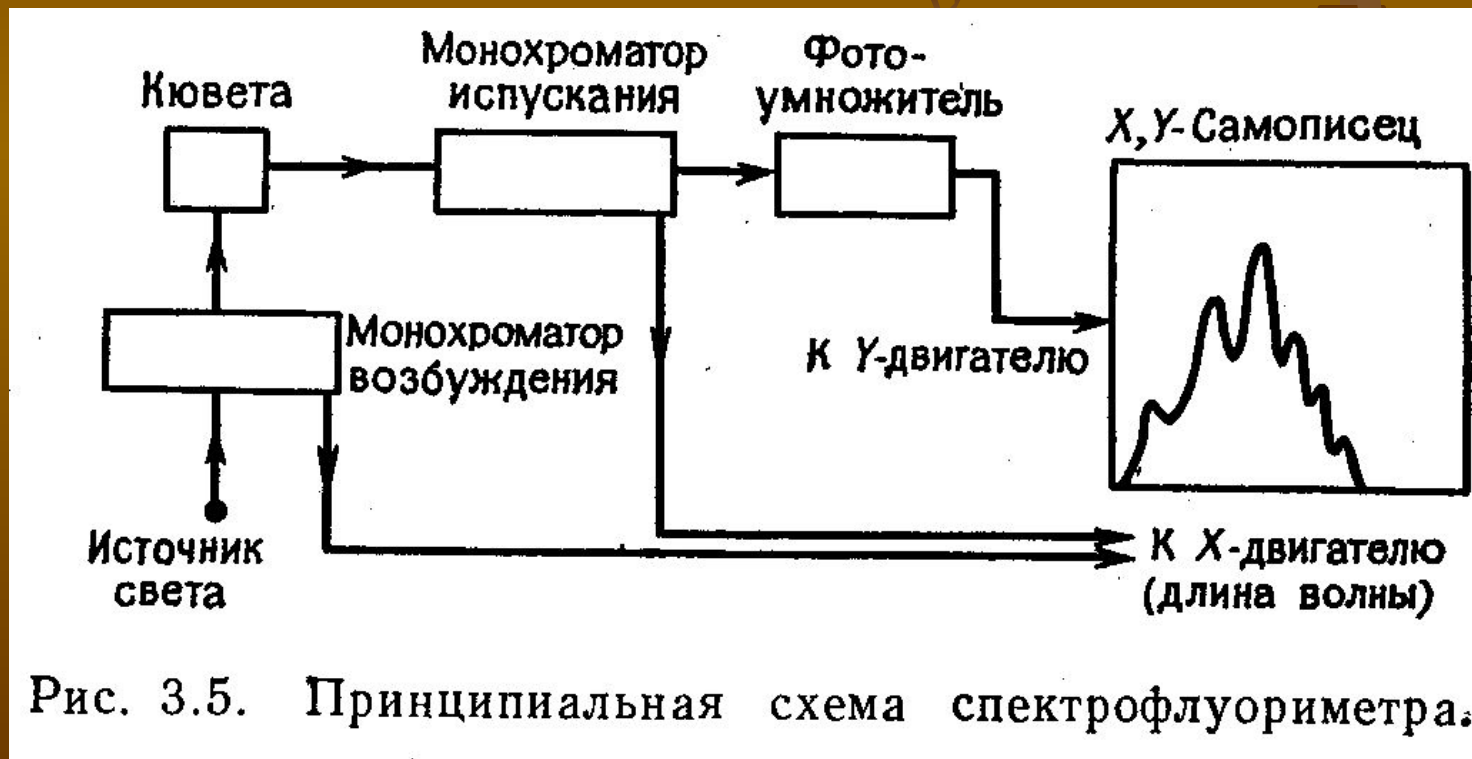 Кювета
Монохроматор
испускания
Фото-
умножитель
X, Y-Самописец
Монохроматор
возбуждения
К Y-двигателю
Источник
света
К X-двигателю
(длина волны)
Рис. 3.5. Принципиальная схема спектрофлуориметра.